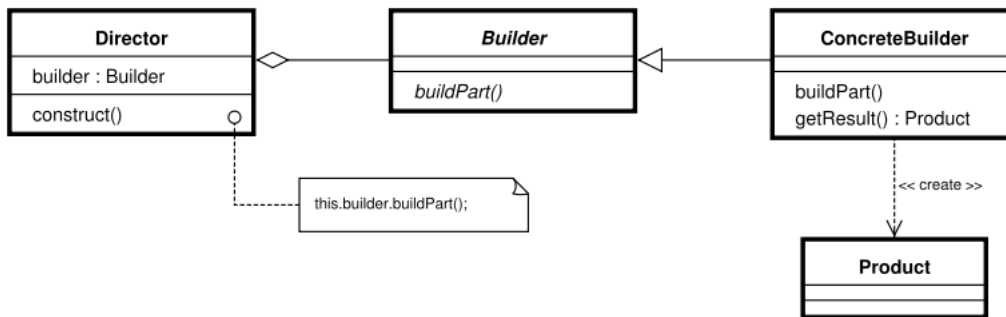 Director
builder : Builder
construct()
Builder
buildPart()
ConcreteBuilder
buildPart()
getResult() : Product
this.builder.buildPart();
<< create >>
Product